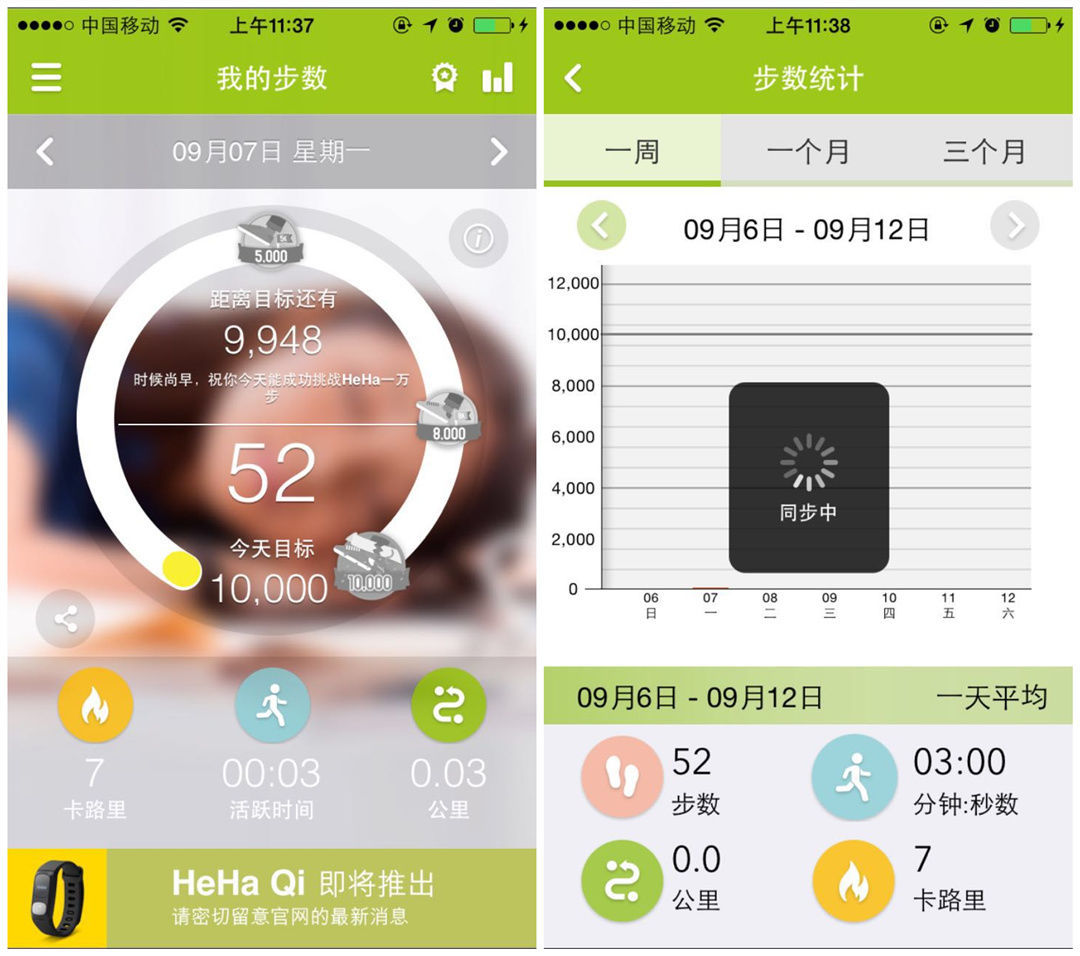 中国移动 上午11:37
我的步数
09月07日 星期一
5.000
距离目标还有
9,948
时候尚早，祝你今天能成功挑战HeHa一万
步
8.000
52
今天目标
10,000
10.000
7
卡路里
00:03
活跃时间
0.03
公里
HeHa Qi 即将推出
请密切留意官网的最新消息
中国移动 上午11:38
步数统计
一周 一个月 三个月
09月6日 - 09月12日
12,000
10,000
8,000
6,000
4,000
2,000
0
同步中
06 07 08 09 10 11 12
日 一 二 三 四 五 六
09月6日 - 09月12日 一天平均
52
步数
03:00
分钟:秒数
0.0
公里
7
卡路里